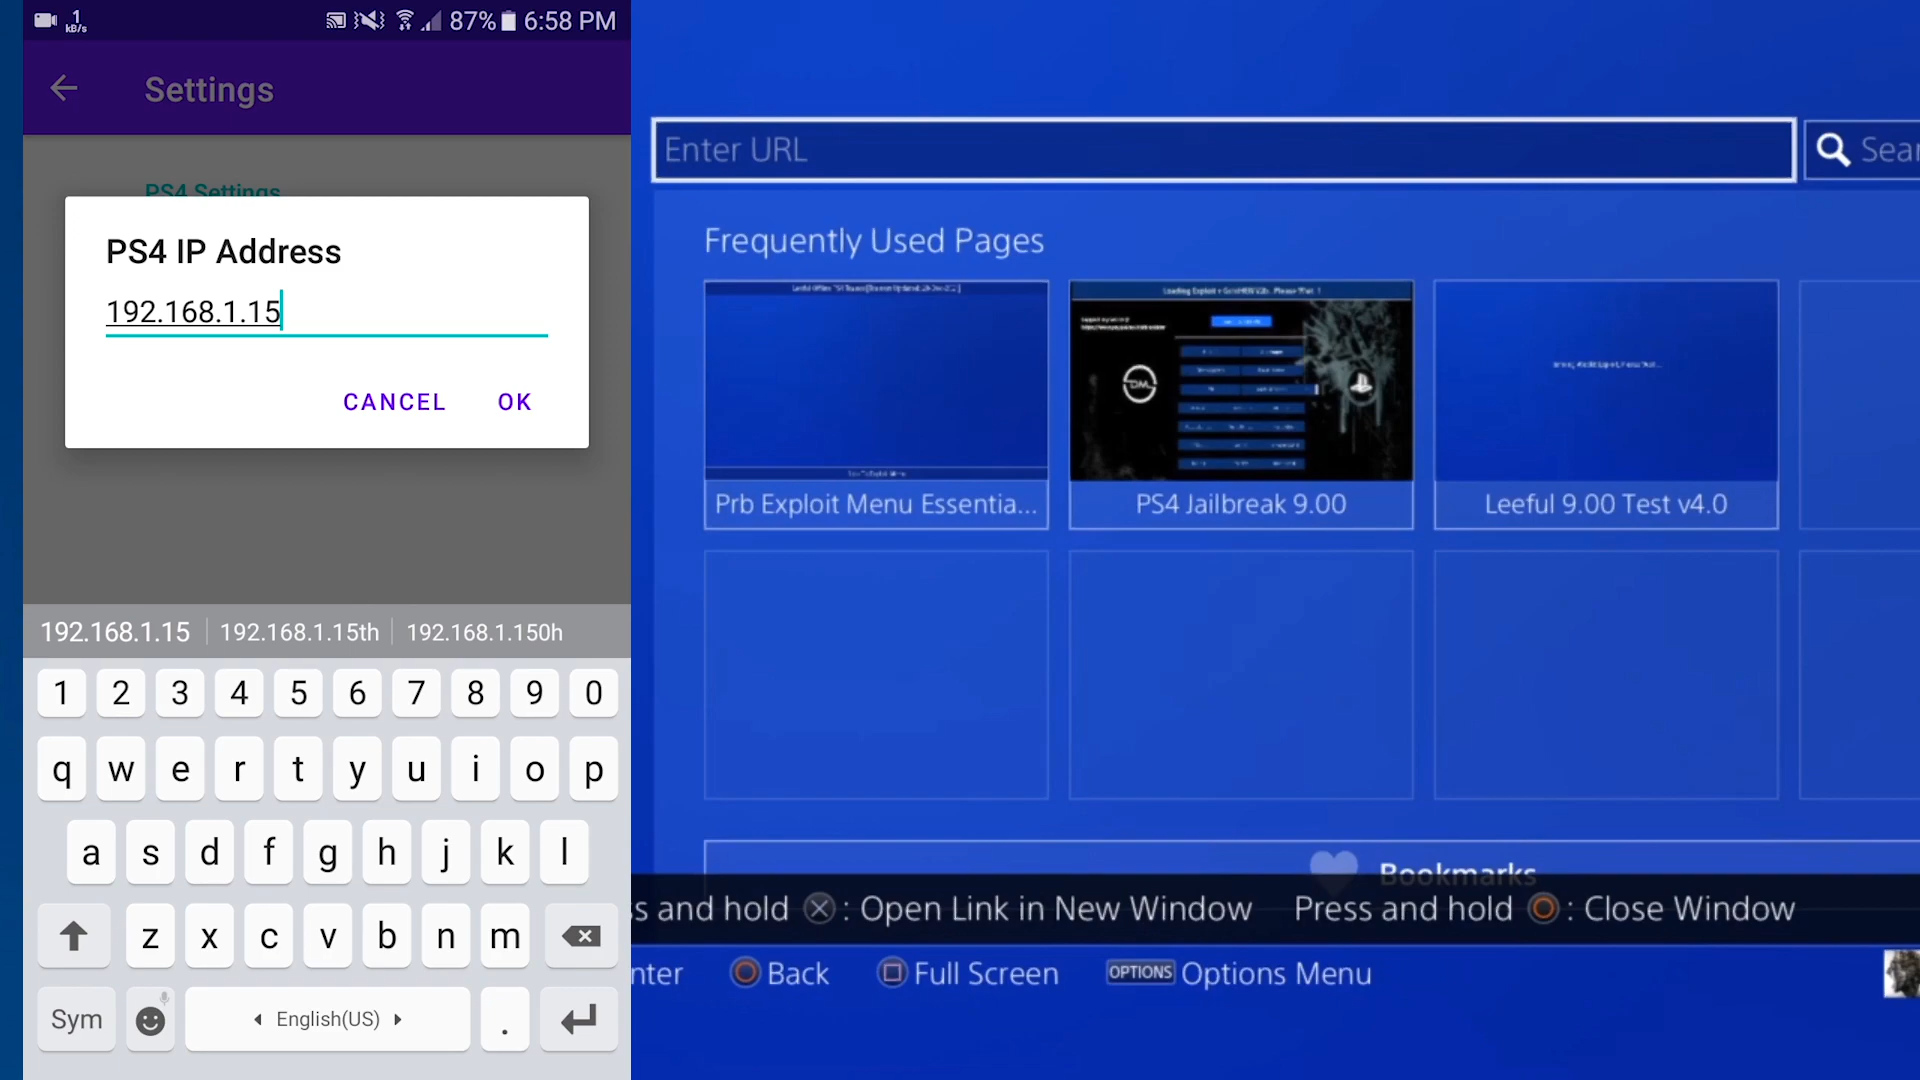 1
kB/s
87% 6:58 PM
Settings
PS4 Settings
PS4 IP Address
192.168.1.15
CANCEL OK
192.168.1.15 192.168.1.15th 192.168.1.150h
1 2 3 4 5 6 7 8 9 0
q w e r t y u i o p
a s d f g h j k l
z x c v b n m
Sym English(US) .
Enter URL
Sear
Frequently Used Pages
Prb Exploit Menu Essentia...
PS4 Jailbreak 9.00
Leeful 9.00 Test v4.0
Bookmarks
ss and hold : Open Link in New Window Press and hold : Close Window
nter Back Full Screen OPTIONS Options Menu